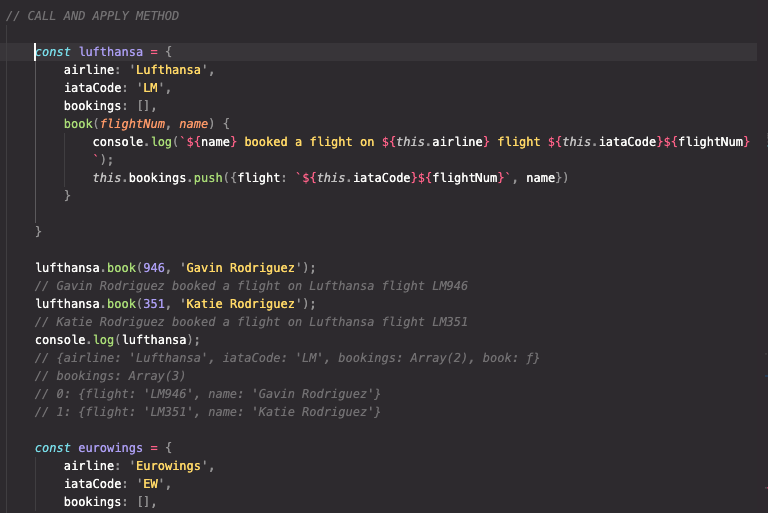 // CALL AND APPLY METHOD
const lufthansa = {
airline: 'Lufthansa',
iataCode: 'LM',
bookings: [],
book(flightNum, name) {
console.log(`${name} booked a flight on ${this.airline} flight ${this.iataCode}${flightNum}
`);
this.bookings.push({flight: `${this.iataCode}${flightNum}`, name})
}
}
lufthansa.book(946, 'Gavin Rodriguez');
// Gavin Rodriguez booked a flight on Lufthansa flight LM946
lufthansa.book(351, 'Katie Rodriguez');
// Katie Rodriguez booked a flight on Lufthansa flight LM351
console.log(lufthansa);
// {airline: 'Lufthansa', iataCode: 'LM', bookings: Array(2), book: ƒ}
// bookings: Array(3)
// 0: {flight: 'LM946', name: 'Gavin Rodriguez'}
// 1: {flight: 'LM351', name: 'Katie Rodriguez'}
const eurowings = {
airline: 'Eurowings',
iataCode: 'EW',
bookings: [],